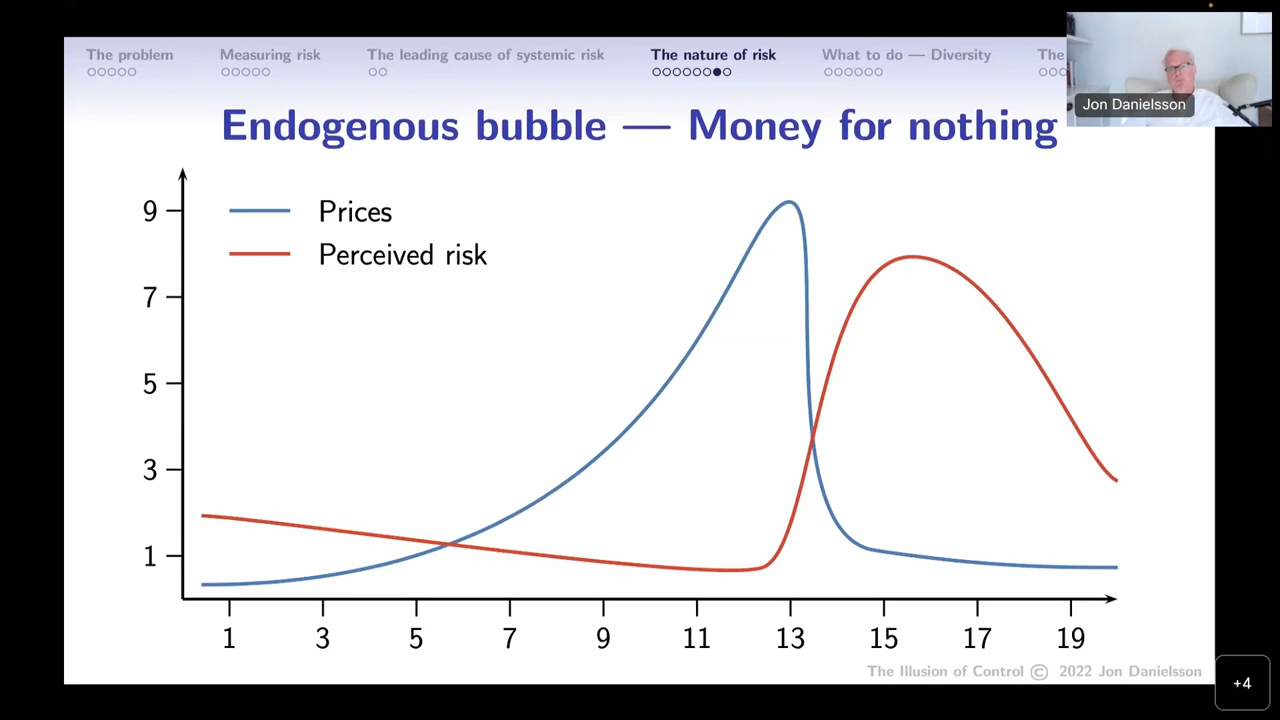 The problem
Measuring risk
The leading cause of systemic risk
The nature of risk
What to do — Diversity
The
Jon Danielsson
Endogenous bubble — Money for nothing
Prices
Perceived risk
9
7
5
3
1
1 3 5 7 9 11 13 15 17 19
The Illusion of Control © 2022 Jon Danielsson
+4